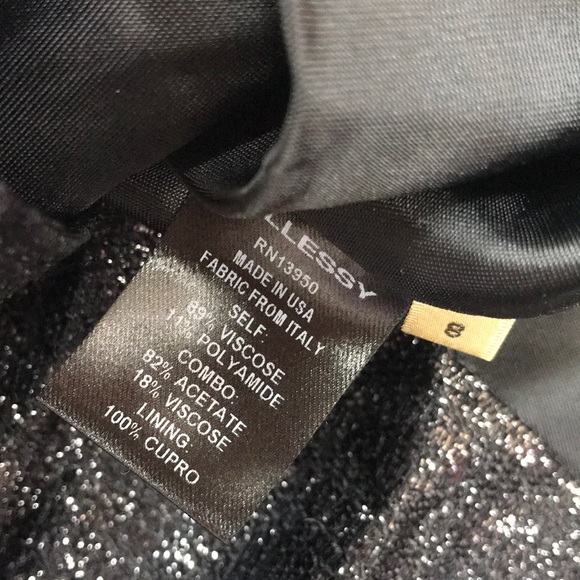 LLESSY
RN13950
MADE IN USA
FABRIC FROM ITALY
SELF:
89% VISCOSE
11% POLYAMIDE
COMBO:
82% ACETATE
18% VISCOSE
LINING:
100% CUPRO
8